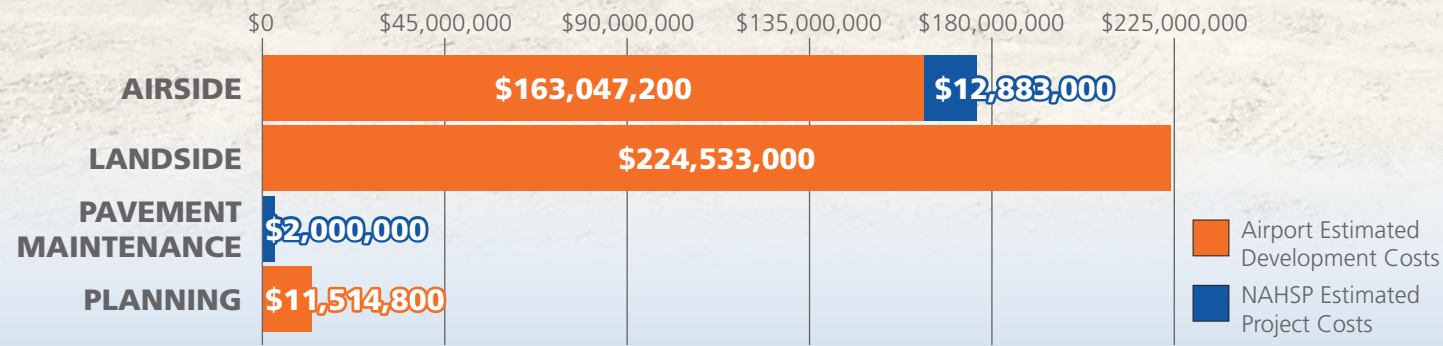 $0 $45,000,000 $90,000,000 $135,000,000 $180,000,000 $225,000,000
AIRSIDE $163,047,200 $12,883,000
LANDSIDE $224,533,000
PAVEMENT
MAINTENANCE $2,000,000
PLANNING $11,514,800
Airport Estimated
Development Costs
NAHSP Estimated
Project Costs